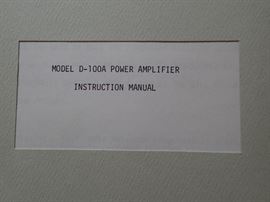 MODEL D-100A POWER AMPLIFIER
INSTRUCTION MANUAL